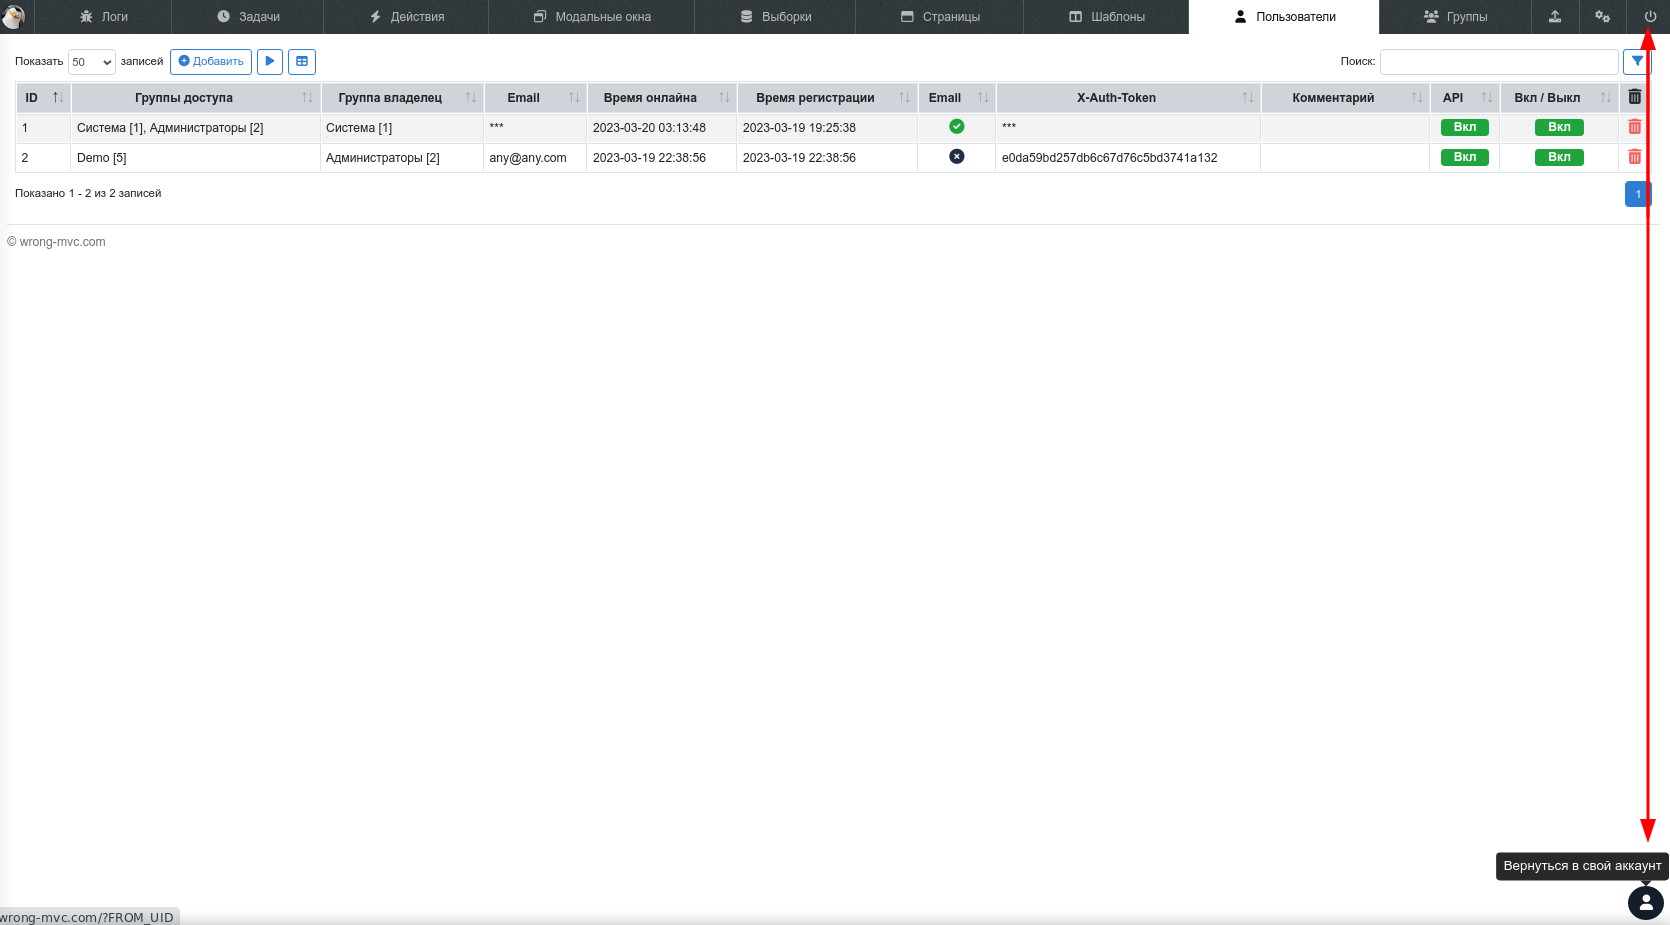 Логи Задачи Действия Модальные окна Выборки Страницы Шаблоны Пользователи Группы
Показать 50 записей Добавить Поиск:
ID Группы доступа Группа владелец Email Время онлайна Время регистрации Email X-Auth-Token Комментарий API Вкл / Выкл
1 Система [1], Администраторы [2] Система [1] *** 2023-03-20 03:13:48 2023-03-19 19:25:38 *** Вкл Вкл
2 Demo [5] Администраторы [2] any@any.com 2023-03-19 22:38:56 2023-03-19 22:38:56 e0da59bd257db6c67d76c5bd3741a132 Вкл Вкл
Показано 1 - 2 из 2 записей 1
© wrong-mvc.com
Вернуться в свой аккаунт
wrong-mvc.com/?FROM_UID